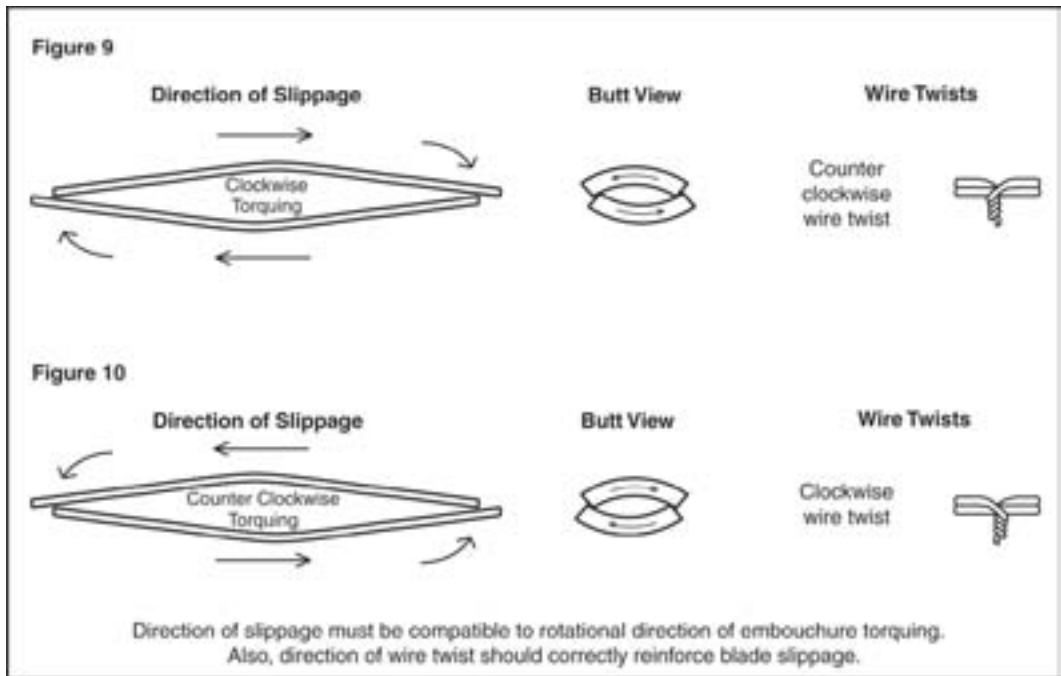 Figure 9
Direction of Slippage
Butt View
Wire Twists
Clockwise
Torquing
Counter
clockwise
wire twist
Figure 10
Direction of Slippage
Butt View
Wire Twists
Counter Clockwise
Torquing
Clockwise
wire twist
Direction of slippage must be compatible to rotational direction of embouchure torquing.
Also, direction of wire twist should correctly reinforce blade slippage.